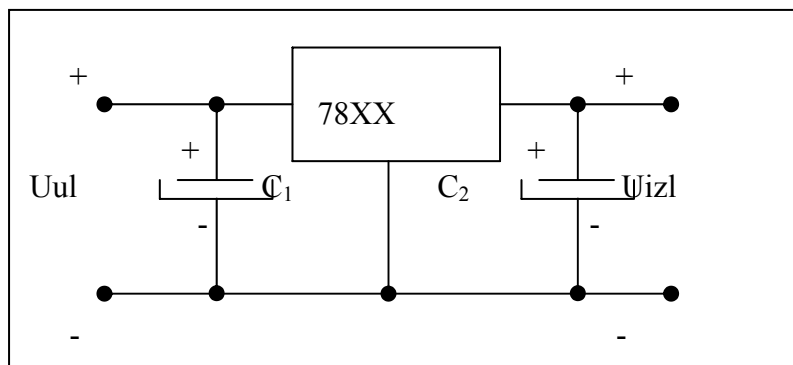 + +
78XX
+ +
Uul C₁ C₂ Uizl
- -
- -